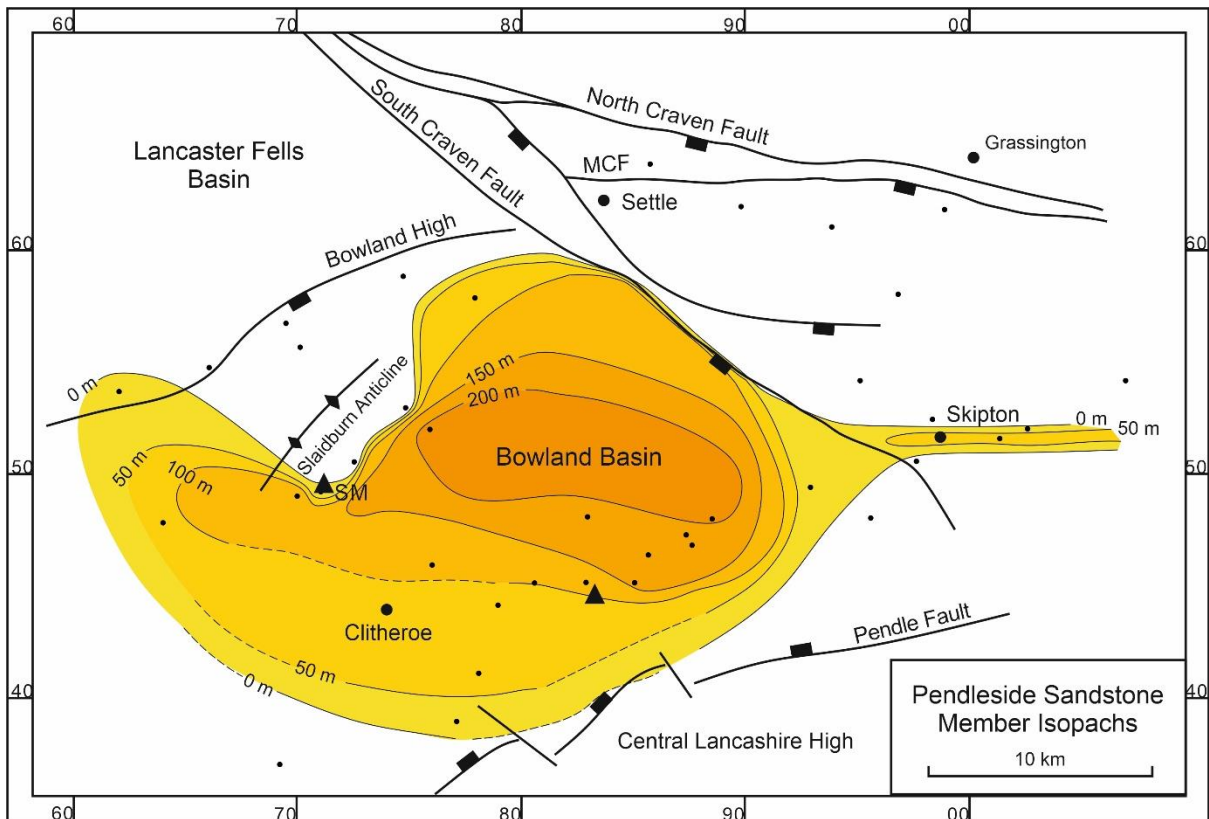 60
70
80
90
00
North Craven Fault
South Craven Fault
Grassington
Lancaster Fells
Basin
MCF
Settle
Bowland High
60
60
0 m
Slaidburn Anticline
150 m
200 m
Skipton
0 m
50 m
Bowland Basin
50
50
50 m
100 m
SM
Clitheroe
Pendle Fault
50 m
0 m
40
40
Central Lancashire High
Pendleside Sandstone
Member Isopachs
10 km
60
70
80
90
00